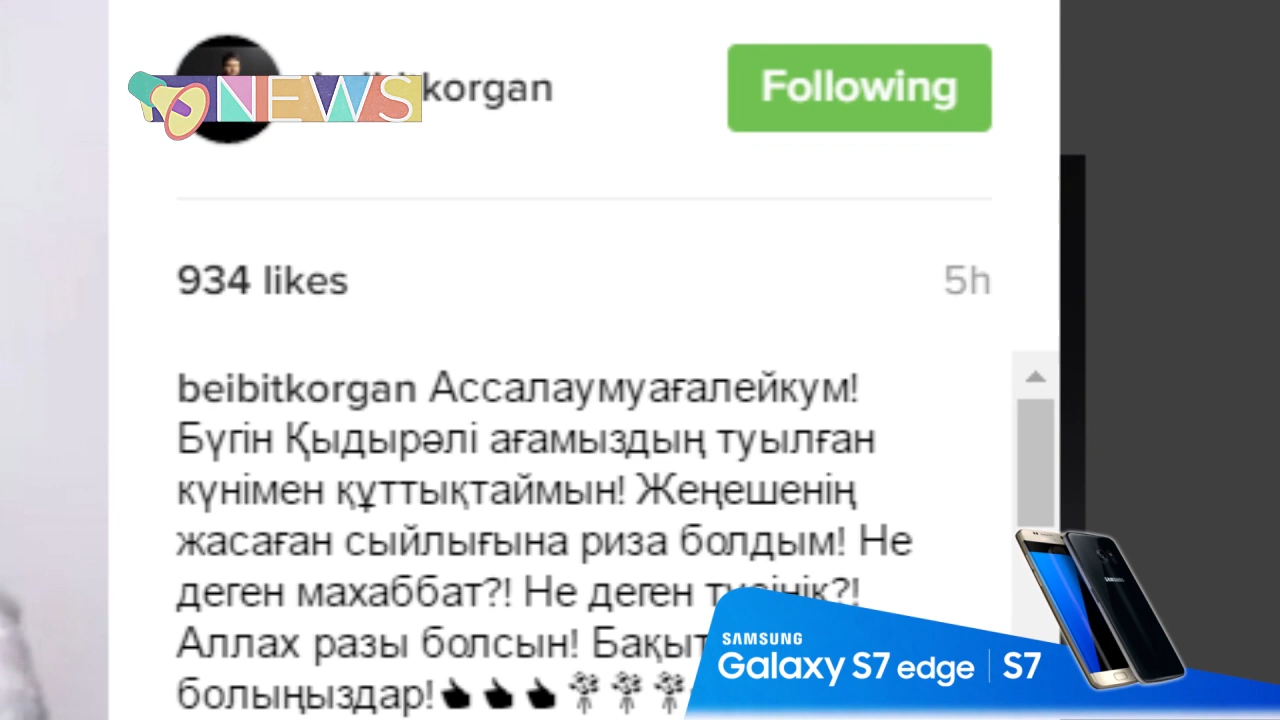 NEWS
korgan
Following
934 likes
5h
beibitkorgan Ассалаумуағалейкум!
Бүгін Қыдырәлі ағамыздың туылған
күнімен құттықтаймын! Жеңешенің
жасаған сыйлығына риза болдым! Не
деген махаббат?! Не деген
Аллах разы болсын!
болыңыздар!
SAMSUNG
Galaxy S7 edge | S7
SAMSUNG